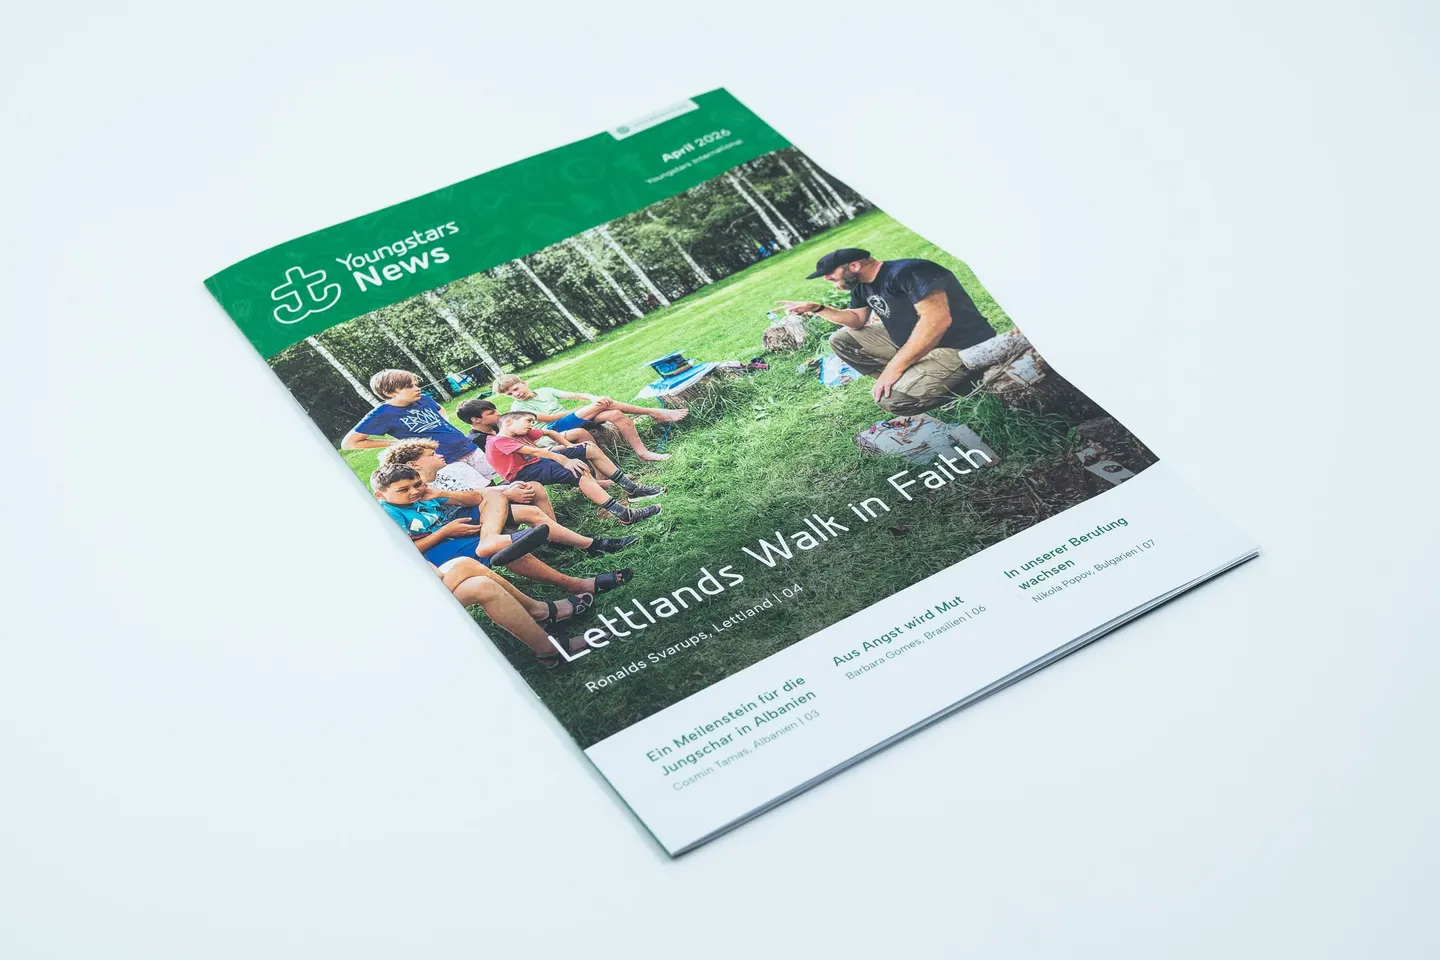 April 2026
Youngstars International
Youngstars
News
BRONX
Lettlands Walk in Faith
Ronalds Svarups, Lettland | 04
Ein Meilenstein für die
Jungschar in Albanien
Cosmin Tamas, Albanien | 03
Aus Angst wird Mut
Barbara Gomes, Brasilien | 06
In unserer Berufung
wachsen
Nikola Popov, Bulgarien | 07